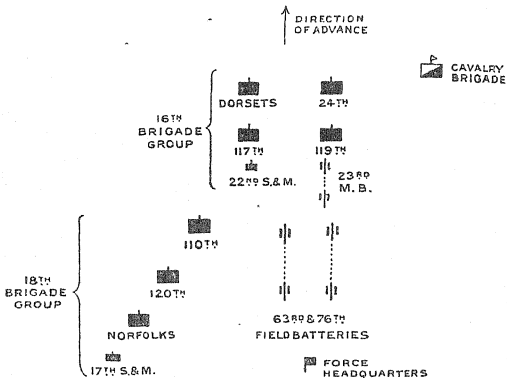 DIRECTION
OF ADVANCE
CAVALRY
BRIGADE
DORSETS
24TH
16TH
BRIGADE
GROUP
117TH
119TH
22ND S.&M.
23RD
M.B.
110TH
18TH
BRIGADE
GROUP
120TH
NORFOLKS
63RD & 76TH
FIELD BATTERIES
17TH S.&M.
FORCE
HEADQUARTERS